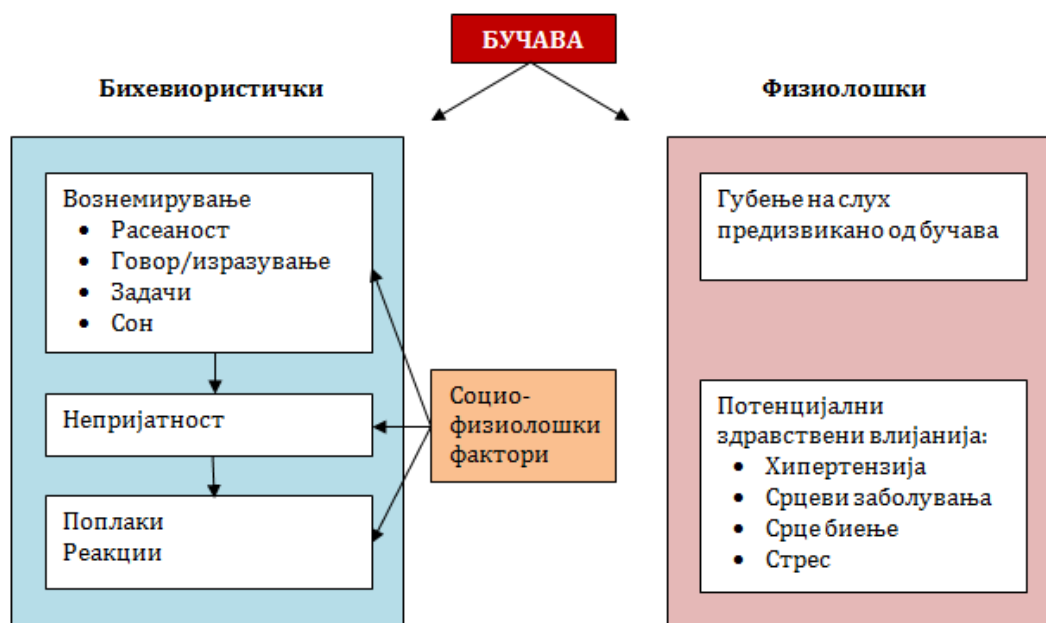 БУЧАВА
Бихевиористички
Физиолошки
Вознемирување
• Расеаност
• Говор/изразување
• Задачи
• Сон
Непријатност
Поплаки
Реакции
Социо-
физиолошки
фактори
Губење на слух
предизвикано од бучава
Потенцијални
здравствени влијанија:
• Хипертензија
• Срцеви заболувања
• Срце биење
• Стрес